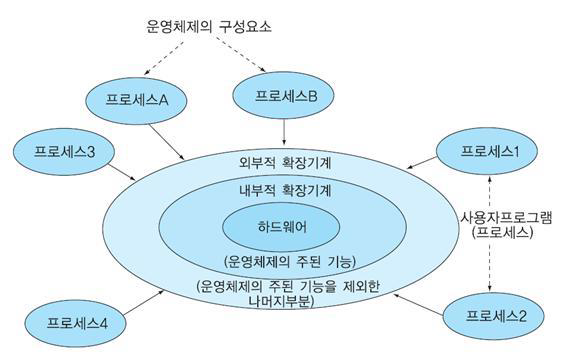 운영체제의 구성요소
프로세스A
프로세스B
프로세스3
프로세스1
외부적 확장기계
내부적 확장기계
하드웨어
사용자프로그램
(프로세스)
(운영체제의 주된 기능)
(운영체제의 주된 기능을 제외한
나머지부분)
프로세스4
프로세스2